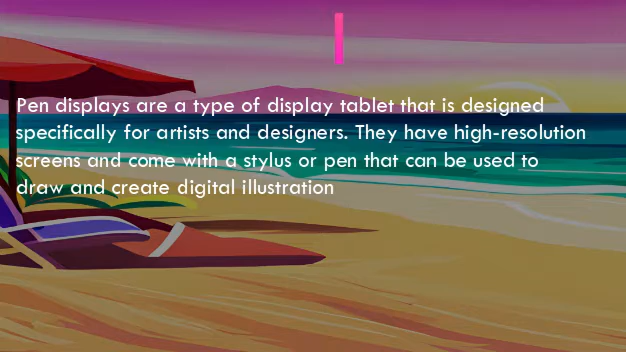 Pen displays are a type of display tablet that is designed
specifically for artists and designers. They have high-resolution
screens and come with a stylus or pen that can be used to
draw and create digital illustration